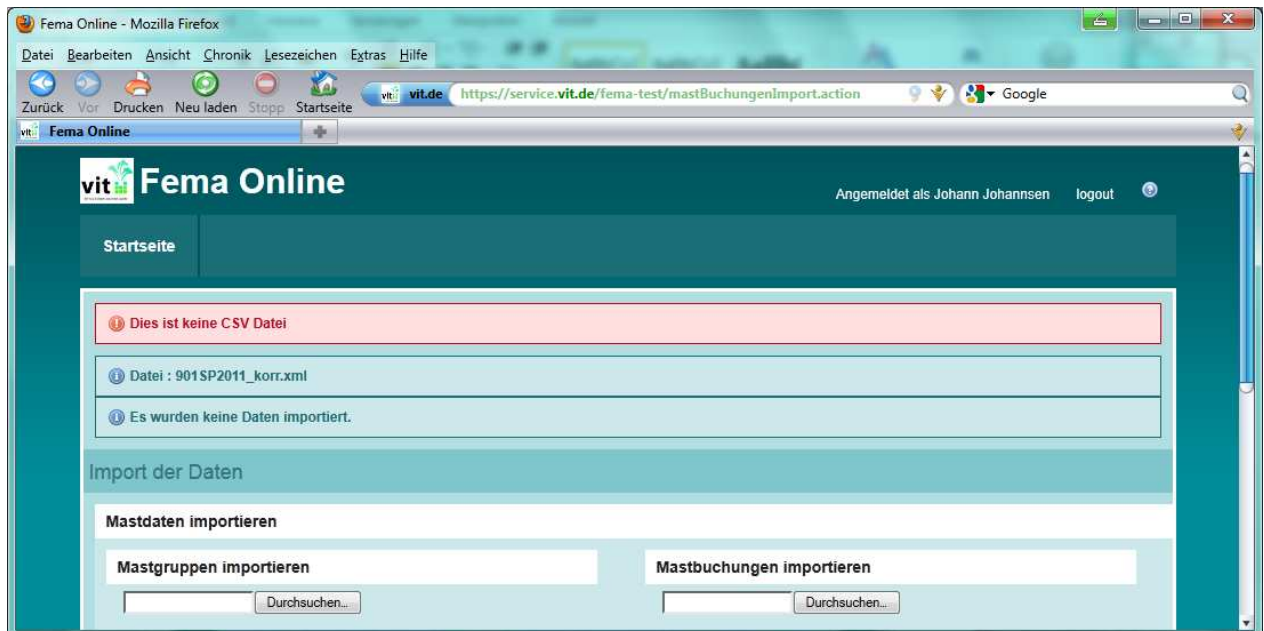 Fema Online - Mozilla Firefox
Datei Bearbeiten Ansicht Chronik Lesezeichen Extras Hilfe
Zurück Vor Drucken Neu laden Stopp Startseite
vit vit.de https://service.vit.de/fema-test/mastBuchungenImport.action Google
vit Fema Online
vit Fema Online
Angemeldet als Johann Johannsen logout
Startseite
Dies ist keine CSV Datei
Datei : 901SP2011_korr.xml
Es wurden keine Daten importiert.
Import der Daten
Mastdaten importieren
Mastgruppen importieren Mastbuchungen importieren
Durchsuchen... Durchsuchen...